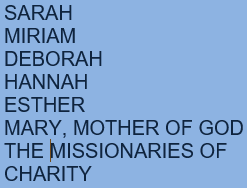 SARAH
MIRIAM
DEBORAH
HANNAH
ESTHER
MARY, MOTHER OF GOD
THE MISSIONARIES OF
CHARITY